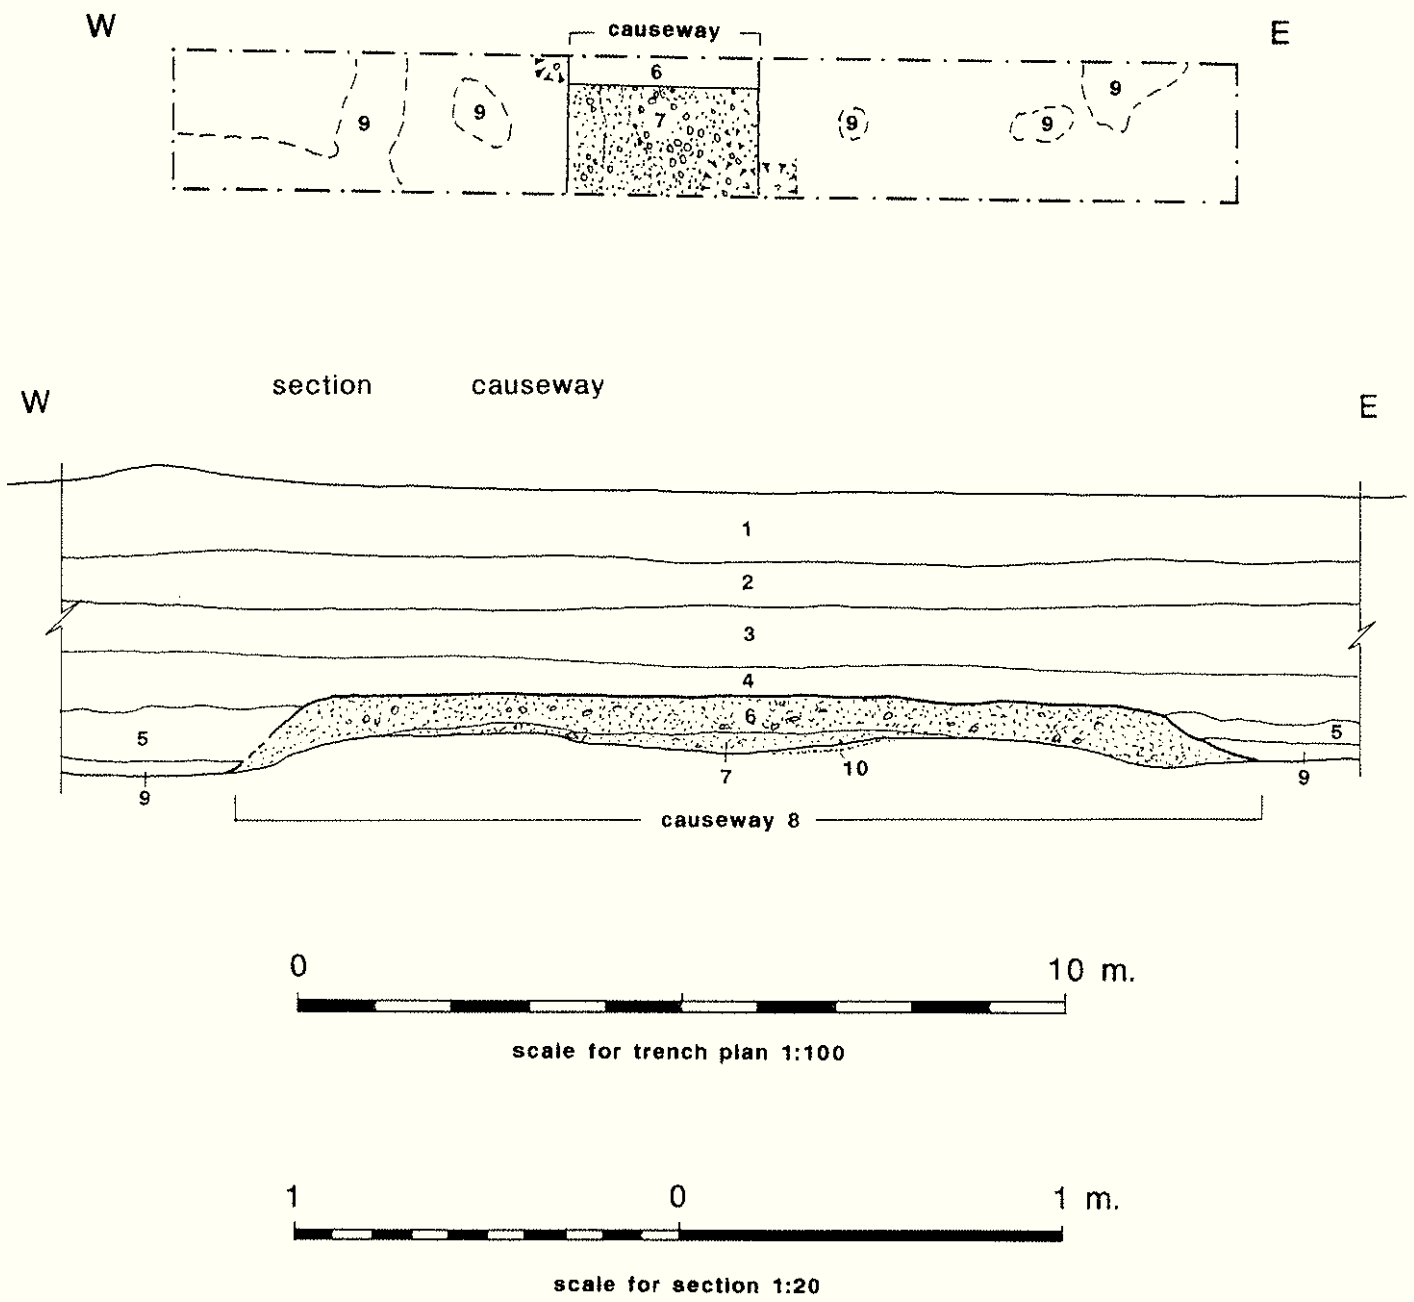 W causeway E
6
9 9 7 9 9 9
section causeway
W E
1
2
3
4
6
5 5
7 10
9 9
causeway 8
0 10 m.
scale for trench plan 1:100
1 0 1 m.
scale for section 1:20